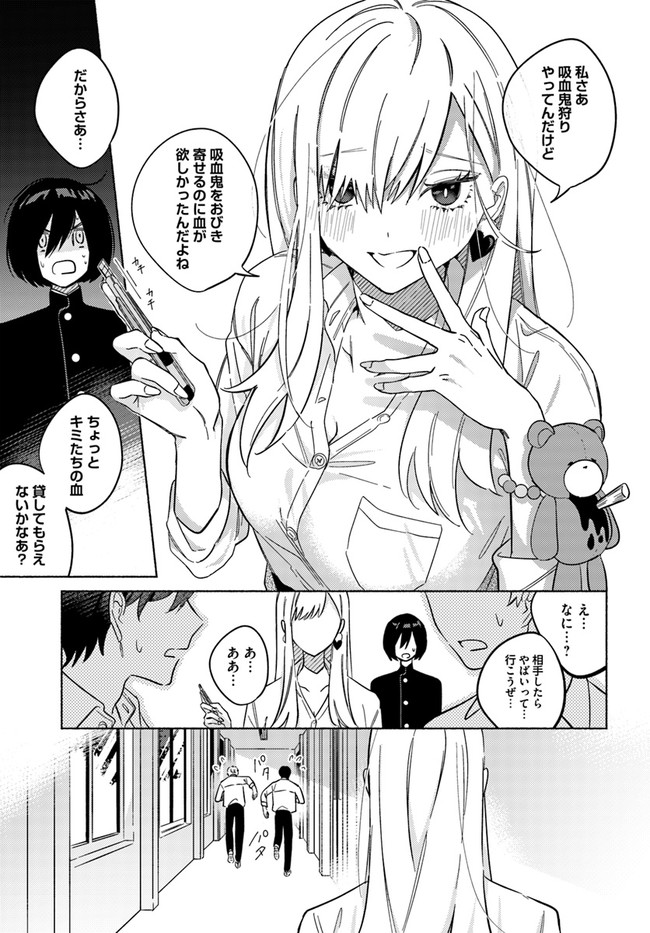 私さあ
吸血鬼狩り
やってんだけど
吸血鬼をおびき
寄せるのに血が
欲しかったんだよね
カチ
カチ
だからさあ…
ちょっと
キミたちの血
貸してもらえ
ないかなあ？
え…
なに…？
相手したら
やばいって…
行こうぜ…
あ…
ああ…
パタ
パタ